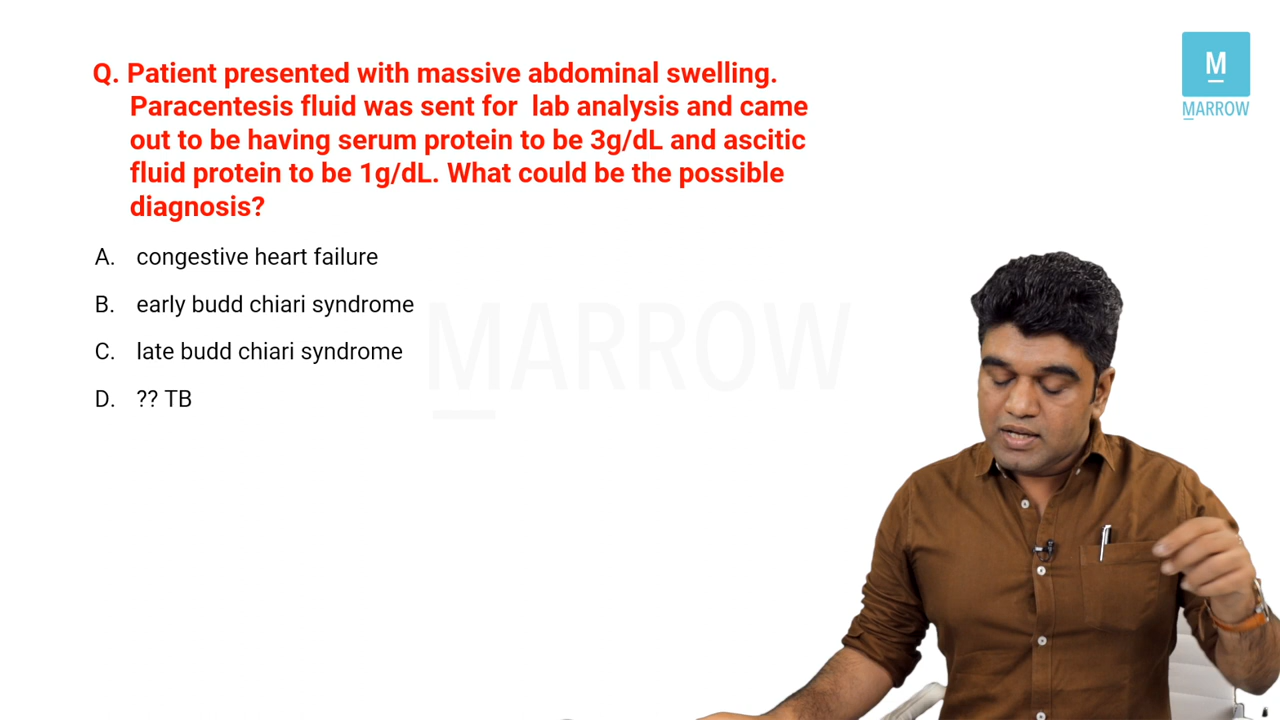 Q. Patient presented with massive abdominal swelling.
Paracentesis fluid was sent for lab analysis and came
out to be having serum protein to be 3g/dL and ascitic
fluid protein to be 1g/dL. What could be the possible
diagnosis?
A. congestive heart failure
B. early budd chiari syndrome
C. late budd chiari syndrome
D. ?? TB
M
MARROW
MARROW